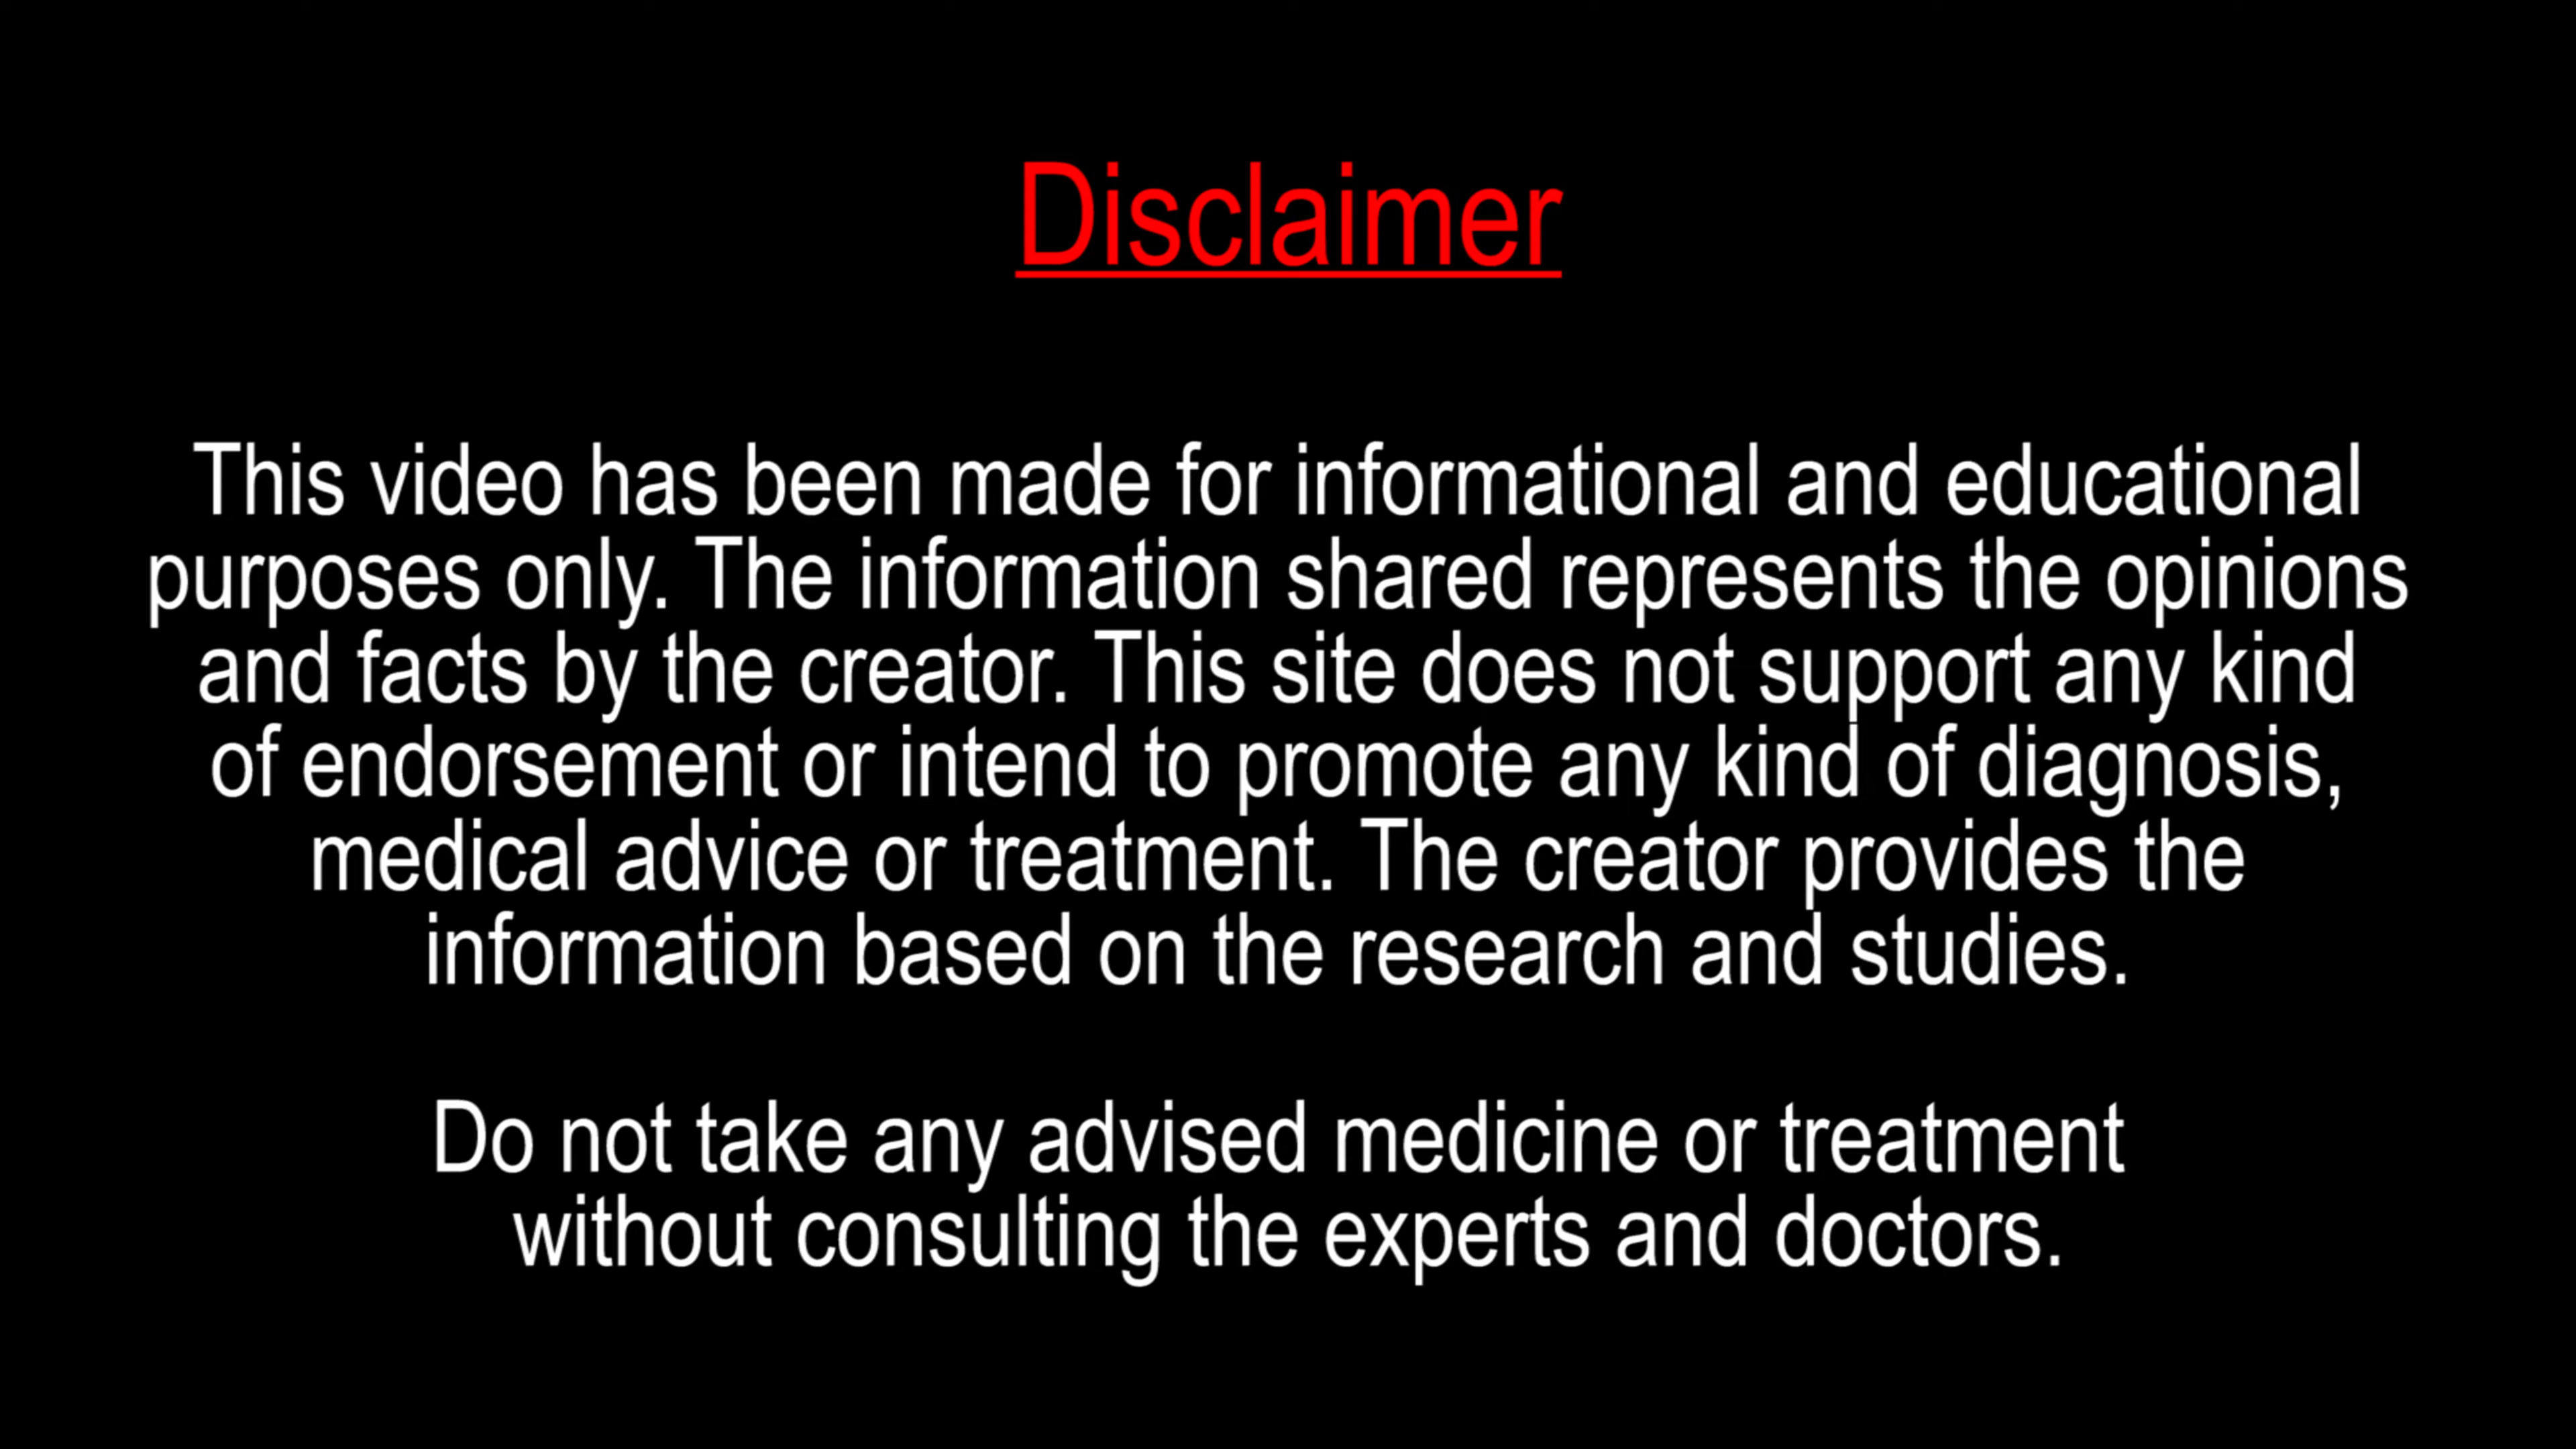 Disclaimer
This video has been made for informational and educational
purposes only. The information shared represents the opinions
and facts by the creator. This site does not support any kind
of endorsement or intend to promote any kind of diagnosis,
medical advice or treatment. The creator provides the
information based on the research and studies.
Do not take any advised medicine or treatment
without consulting the experts and doctors.